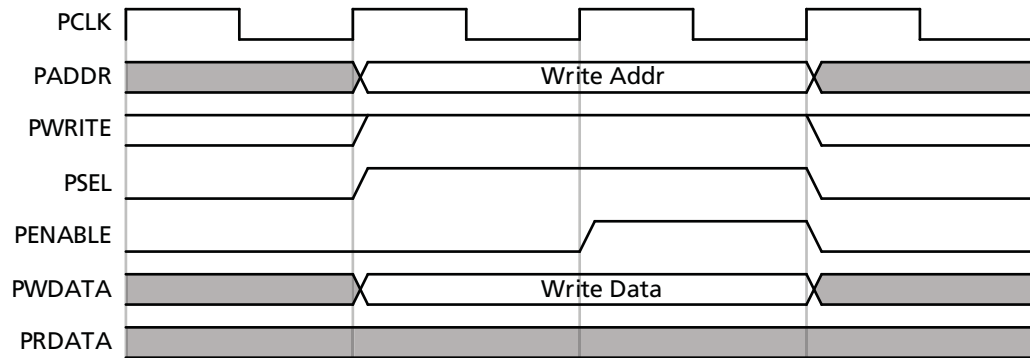 PCLK
PADDR Write Addr
PWRITE
PSEL
PENABLE
PWDATA Write Data
PRDATA